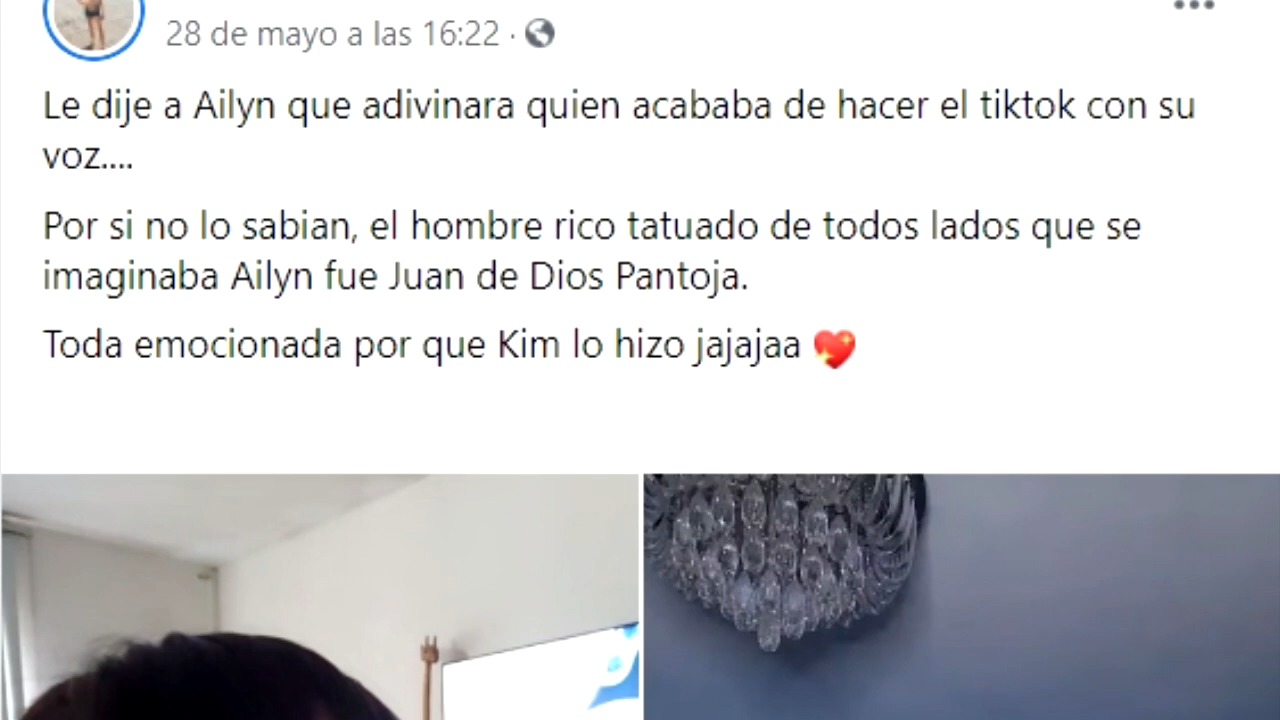 28 de mayo a las 16:22 ·
Le dije a Ailyn que adivinara quien acababa de hacer el tiktok con su
voz....
Por si no lo sabian, el hombre rico tatuado de todos lados que se
imaginaba Ailyn fue Juan de Dios Pantoja.
Toda emocionada por que Kim lo hizo jajajaa 💖